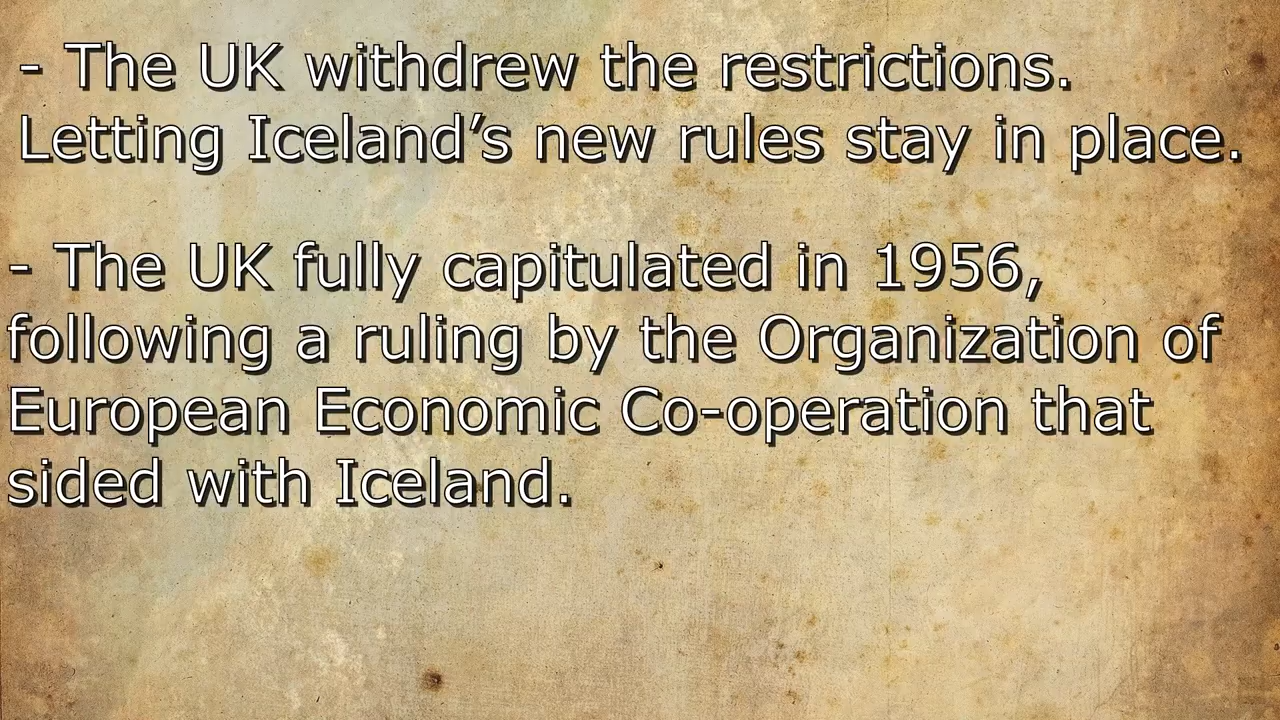 - The UK withdrew the restrictions.
Letting Iceland’s new rules stay in place.
- The UK fully capitulated in 1956,
following a ruling by the Organization of
European Economic Co-operation that
sided with Iceland.